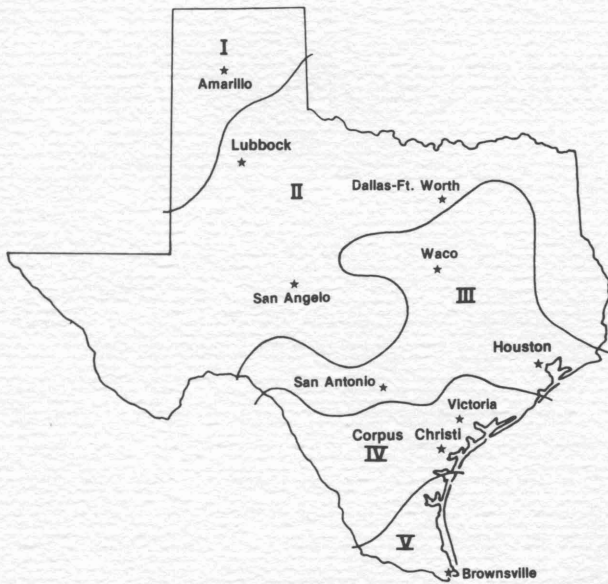 I
Amarillo
Lubbock
II
Dallas-Ft. Worth
Waco
San Angelo
III
Houston
San Antonio
Victoria
Corpus Christi
IV
V
Brownsville